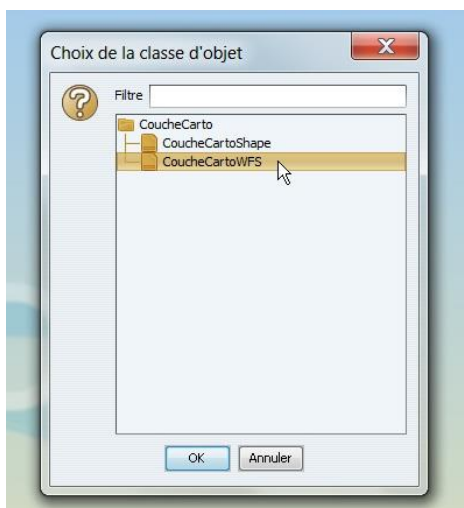 Choix de la classe d'objet
Filtre
CoucheCarto
CoucheCartoShape
CoucheCartoWFS
OK
Annuler